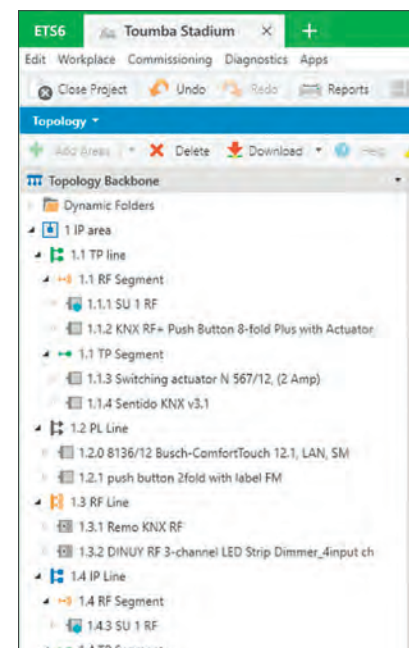 ETS6 Toumba Stadium × +
Edit Workplace Commissioning Diagnostics Apps
Close Project Undo Redo Reports
Topology
Add Areas Delete Download Help
Topology Backbone
Dynamic Folders
1 IP area
1.1 TP line
1.1 RF Segment
1.1.1 SU 1 RF
1.1.2 KNX RF+ Push Button 8-fold Plus with Actuator
1.1 TP Segment
1.1.3 Switching actuator N 567/12, (2 Amp)
1.1.4 Sentido KNX v3.1
1.2 PL Line
1.2.0 8136/12 Busch-ComfortTouch 12.1, LAN, SM
1.2.1 push button 2fold with label FM
1.3 RF Line
1.3.1 Remo KNX RF
1.3.2 DINUY RF 3-channel LED Strip Dimmer_4input ch
1.4 IP Line
1.4 RF Segment
1.4.3 SU 1 RF
1.4 TP Segment